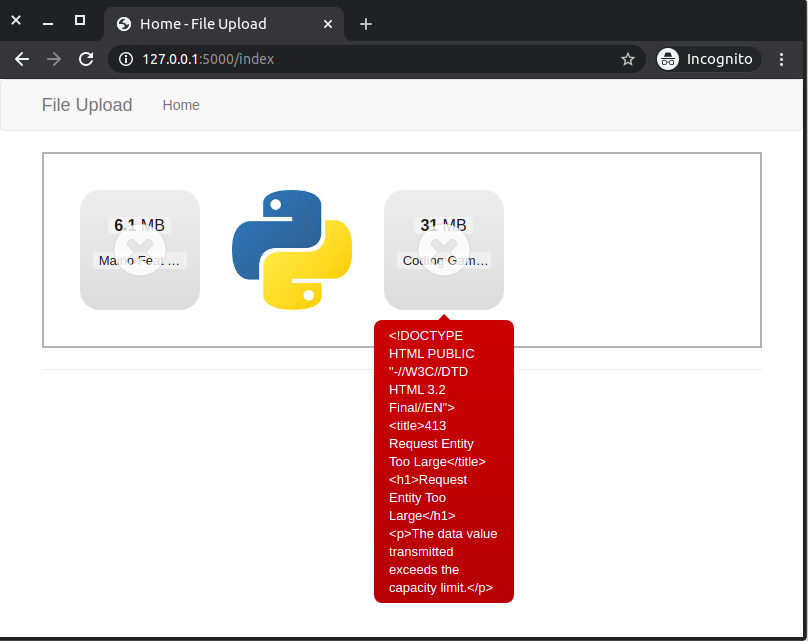 Home - File Upload
127.0.0.1:5000/index
Incognito
File Upload Home
6.1 MB
31 MB
Coding Gam…
<!DOCTYPE
HTML PUBLIC
"-//W3C//DTD
HTML 3.2
Final//EN">
<title>413
Request Entity
Too Large</title>
<h1>Request
Entity Too
Large</h1>
<p>The data value
transmitted
exceeds the
capacity limit.</p>